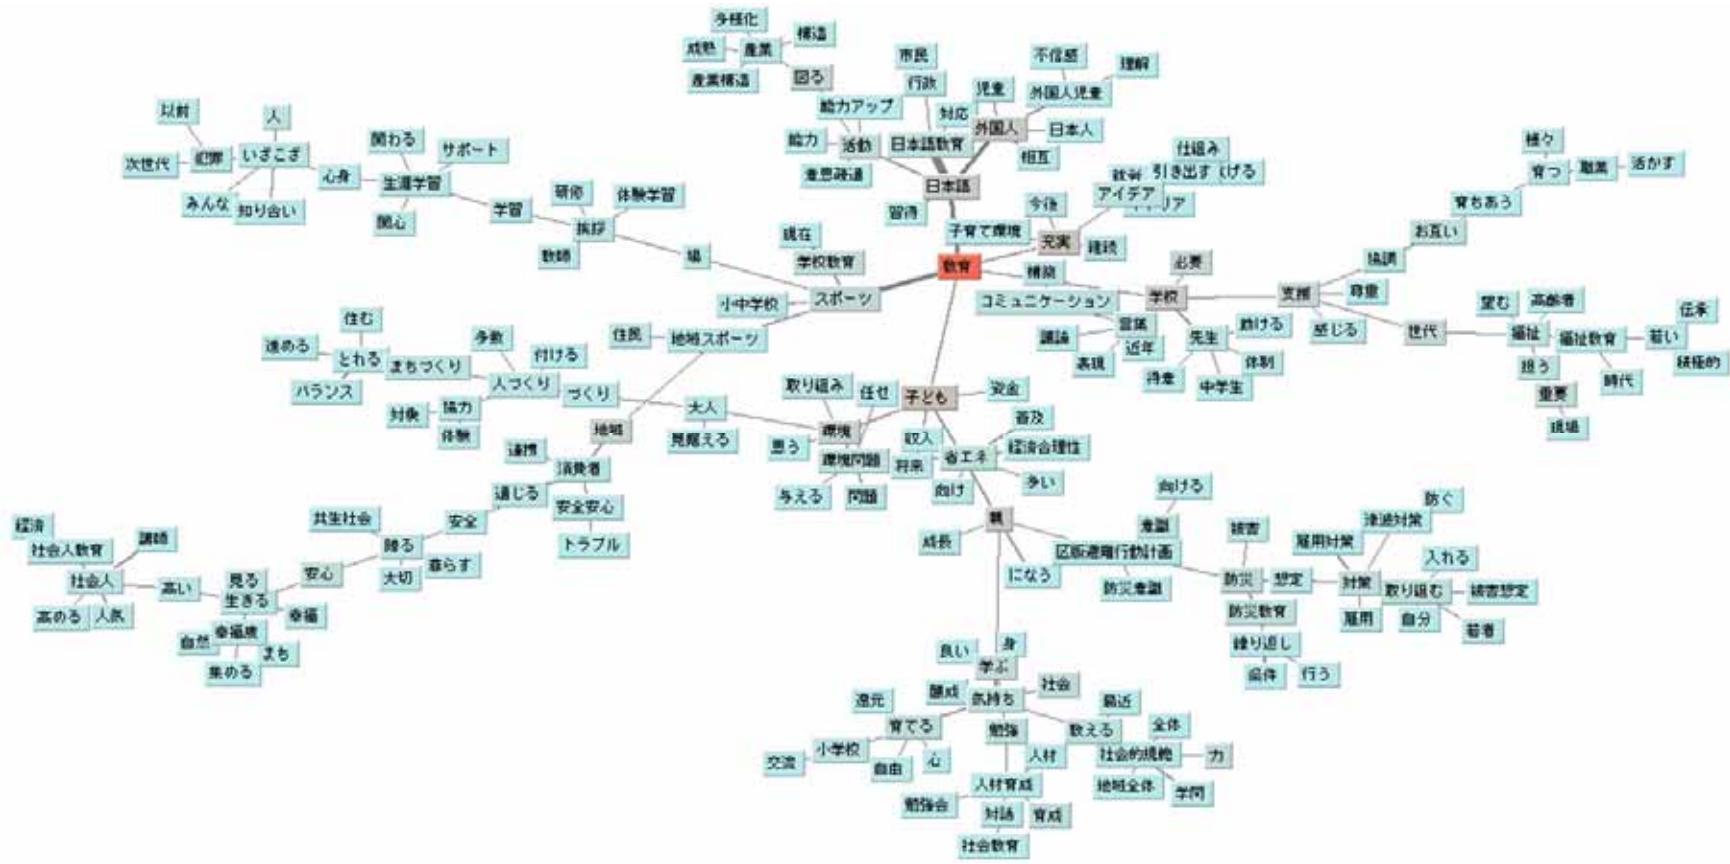 多様化
構造
成熟
産業
産業構造
図る
市民
行政
不信感
理解
児童
外国人児童
能力アップ
対応
外国人
日本人
能力
活動
日本語教育
相互
意思疎通
日本語
習得
仕組み
引き出す
げる
アイデア
今後
子育て環境
充実
継続
教育
以前
人
関わる
サポート
次世代
犯罪
いざこざ
心身
生涯学習
みんな
知り合い
関心
学習
研修
体験学習
挨拶
教師
場
現在
学校教育
小中学校
スポーツ
住民
地域スポーツ
構築
必要
コミュニケーション
学校
支援
言葉
議論
近年
表現
先生
助ける
体制
得意
中学生
感じる
尊重
協調
お互い
育ちあう
様々
育つ
職業
活かす
世代
望む
高齢者
福祉
福祉教育
若い
伝承
積極的
担う
時代
重要
現場
住む
進める
とれる
まちづくり
バランス
多数
付ける
人づくり
づくり
対象
協力
体験
大人
見据える
地域
取り組み
任せ
子ども
資金
環境
思う
環境問題
与える
問題
収入
将来
省エネ
普及
経済合理性
向け
多い
連携
消費者
通じる
安全安心
トラブル
共生社会
安全
語る
大切
暮らす
経済
社会人教育
講師
社会人
高い
高める
人気
見る
生きる
安心
幸福
自然
幸福度
まち
集める
親
成長
になう
向ける
意識
区版避難行動計画
防災意識
被害
防災
想定
防災教育
繰り返し
条件
行う
雇用対策
津波対策
防ぐ
対策
入れる
取り組む
被害想定
雇用
自分
若者
良い
身
学ぶ
醸成
気持ち
社会
還元
育てる
小学校
交流
自由
心
勉強
教える
最近
全体
人材
社会的規範
力
地域全体
学問
人材育成
勉強会
対話
育成
社会教育